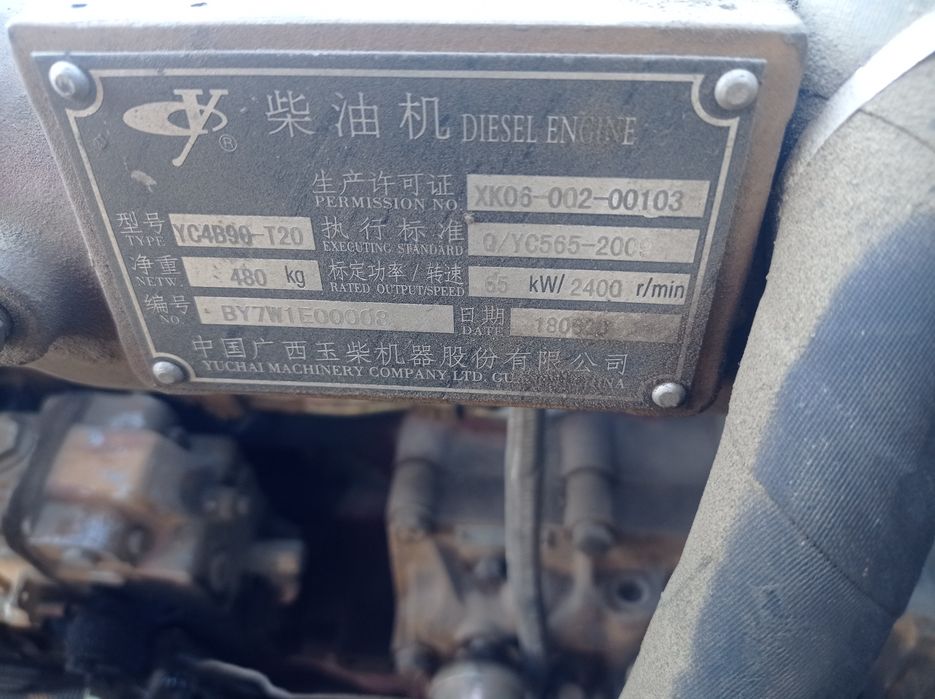 柴油机 DIESEL ENGINE
生产许可证 XK06-002-00103
PERMISSION NO.
型号 YC4B90-T20 执行标准
TYPE EXECUTING STANDARD
净重 480 kg 标定功率/转速 65 kW/2400 r/min
NETW. RATED OUTPUT/SPEED
编号 BY7W1E00008 日期
NO. DATE
中国广西玉柴机器股份有限公司
YUCHAI MACHINERY COMPANY LTD.